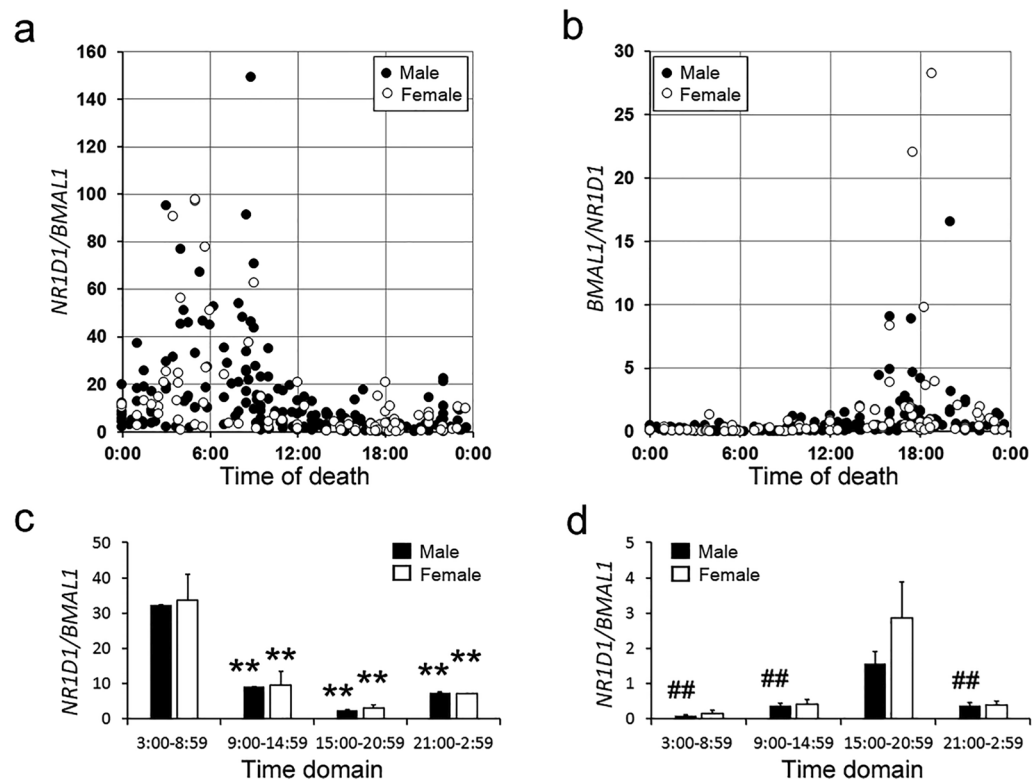 a
160
140
120
100
80
60
40
20
0
NR1D1/BMAL1
Male
Female
0:00 6:00 12:00 18:00 0:00
Time of death
b
30
25
20
15
10
5
0
BMAL1/NR1D1
Male
Female
0:00 6:00 12:00 18:00 0:00
Time of death
c
50
40
30
20
10
0
NR1D1/BMAL1
Male
Female
** ** ** ** ** **
3:00-8:59 9:00-14:59 15:00-20:59 21:00-2:59
Time domain
d
5
4
3
2
1
0
NR1D1/BMAL1
Male
Female
## ## ##
3:00-8:59 9:00-14:59 15:00-20:59 21:00-2:59
Time domain